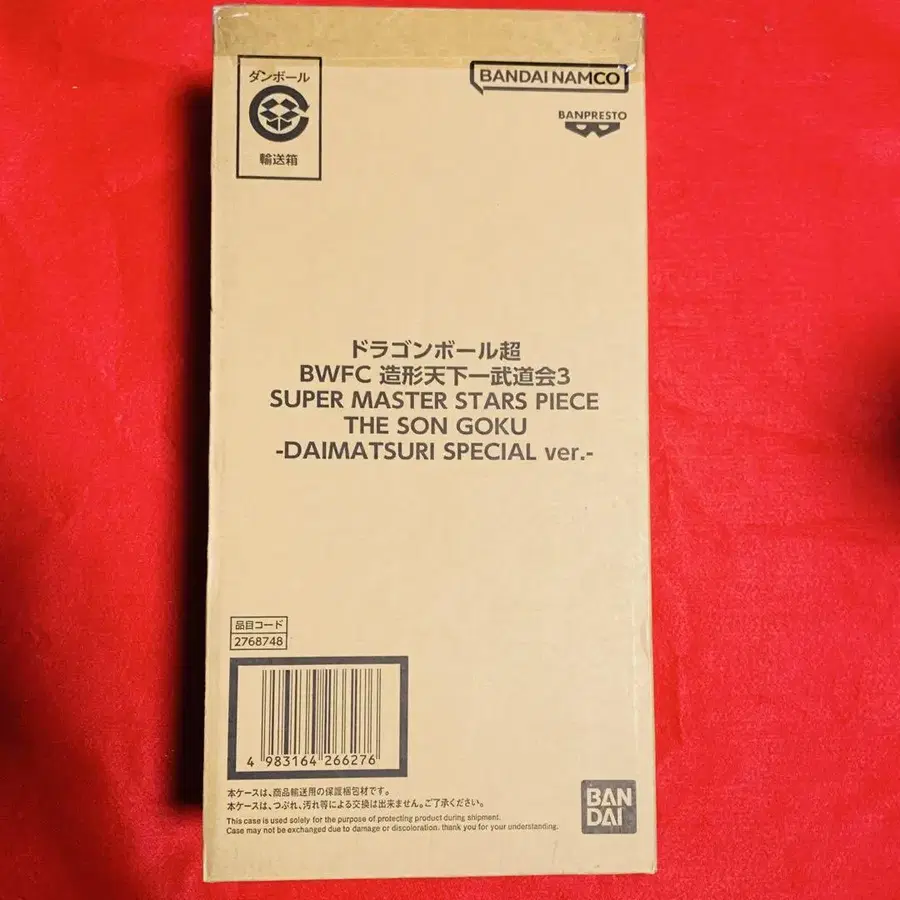 ダンボール
輸送箱
BANDAI NAMCO
BANPRESTO
ドラゴンボール超
BWFC 造形天下一武道会3
SUPER MASTER STARS PIECE
THE SON GOKU
-DAIMATSURI SPECIAL ver.-
品目コード
2768748
4 983164 266276
本ケースは、商品輸送用の保護梱包材です。
本ケースは、つぶれ、汚れ等による交換は出来ません。ご了承ください。
This case is used solely for the purpose of protecting product during shipment.
Case may not be exchanged due to damage or discoloration. thank you for your understanding.
BAN
DAI